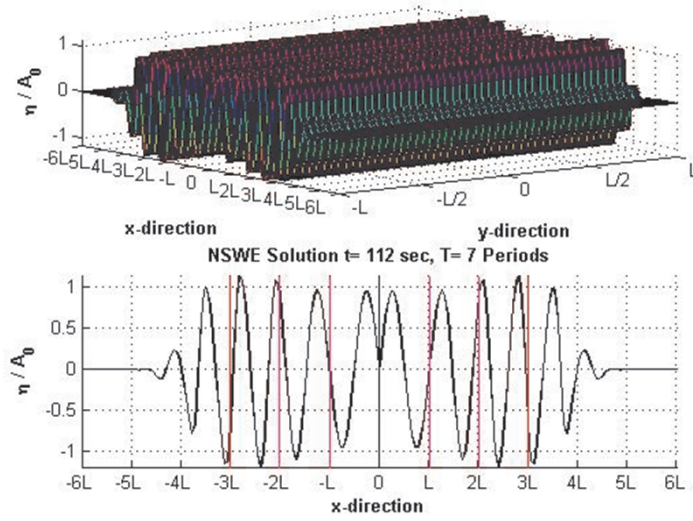 1
0
-1
η / A0
-6L -5L -4L -3L -2L -L 0 L 2L 3L 4L 5L 6L
-L -L/2 0 L/2 L
x-direction
y-direction
NSWE Solution t= 112 sec, T= 7 Periods
1
0.5
0
-0.5
-1
η / A0
-6L -5L -4L -3L -2L -L 0 L 2L 3L 4L 5L 6L
x-direction